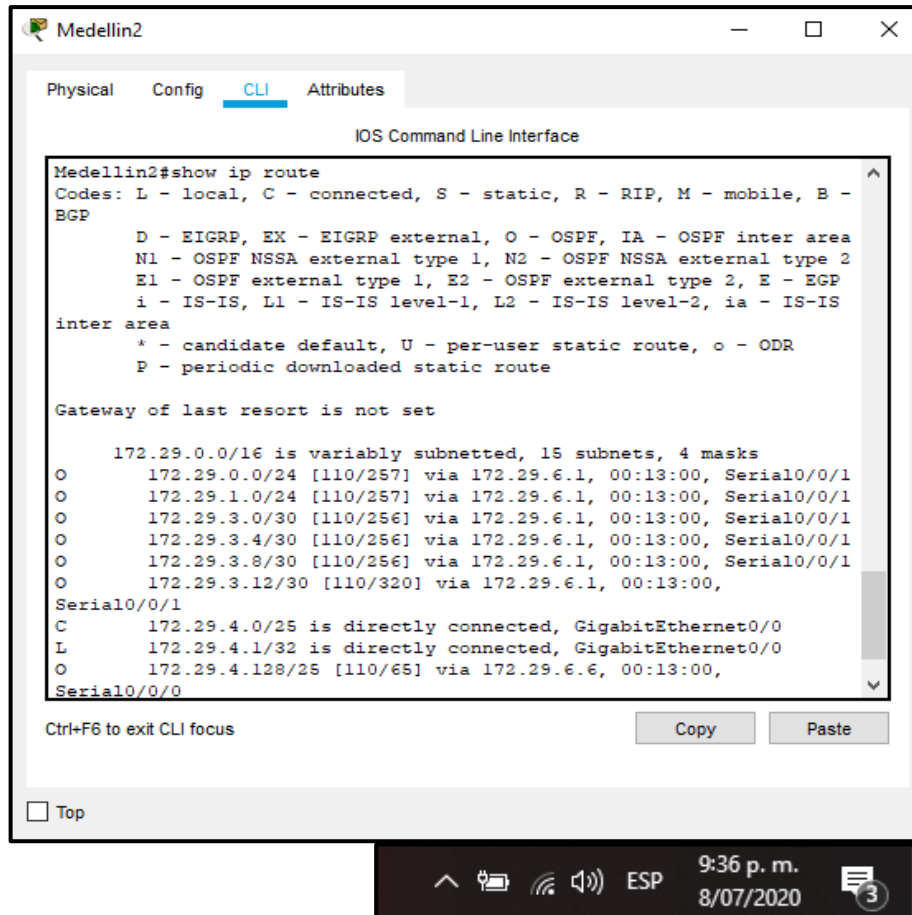 Medellin2
Physical Config CLI Attributes
IOS Command Line Interface
Medellin2#show ip route
Codes: L - local, C - connected, S - static, R - RIP, M - mobile, B -
BGP
D - EIGRP, EX - EIGRP external, O - OSPF, IA - OSPF inter area
N1 - OSPF NSSA external type 1, N2 - OSPF NSSA external type 2
E1 - OSPF external type 1, E2 - OSPF external type 2, E - EGP
i - IS-IS, L1 - IS-IS level-1, L2 - IS-IS level-2, ia - IS-IS
inter area
* - candidate default, U - per-user static route, o - ODR
P - periodic downloaded static route
Gateway of last resort is not set
172.29.0.0/16 is variably subnetted, 15 subnets, 4 masks
O 172.29.0.0/24 [110/257] via 172.29.6.1, 00:13:00, Serial0/0/1
O 172.29.1.0/24 [110/257] via 172.29.6.1, 00:13:00, Serial0/0/1
O 172.29.3.0/30 [110/256] via 172.29.6.1, 00:13:00, Serial0/0/1
O 172.29.3.4/30 [110/256] via 172.29.6.1, 00:13:00, Serial0/0/1
O 172.29.3.8/30 [110/256] via 172.29.6.1, 00:13:00, Serial0/0/1
O 172.29.3.12/30 [110/320] via 172.29.6.1, 00:13:00,
Serial0/0/1
C 172.29.4.0/25 is directly connected, GigabitEthernet0/0
L 172.29.4.1/32 is directly connected, GigabitEthernet0/0
O 172.29.4.128/25 [110/65] via 172.29.6.6, 00:13:00,
Serial0/0/0
Ctrl+F6 to exit CLI focus
Copy Paste
Top
ESP
9:36 p. m.
8/07/2020
3